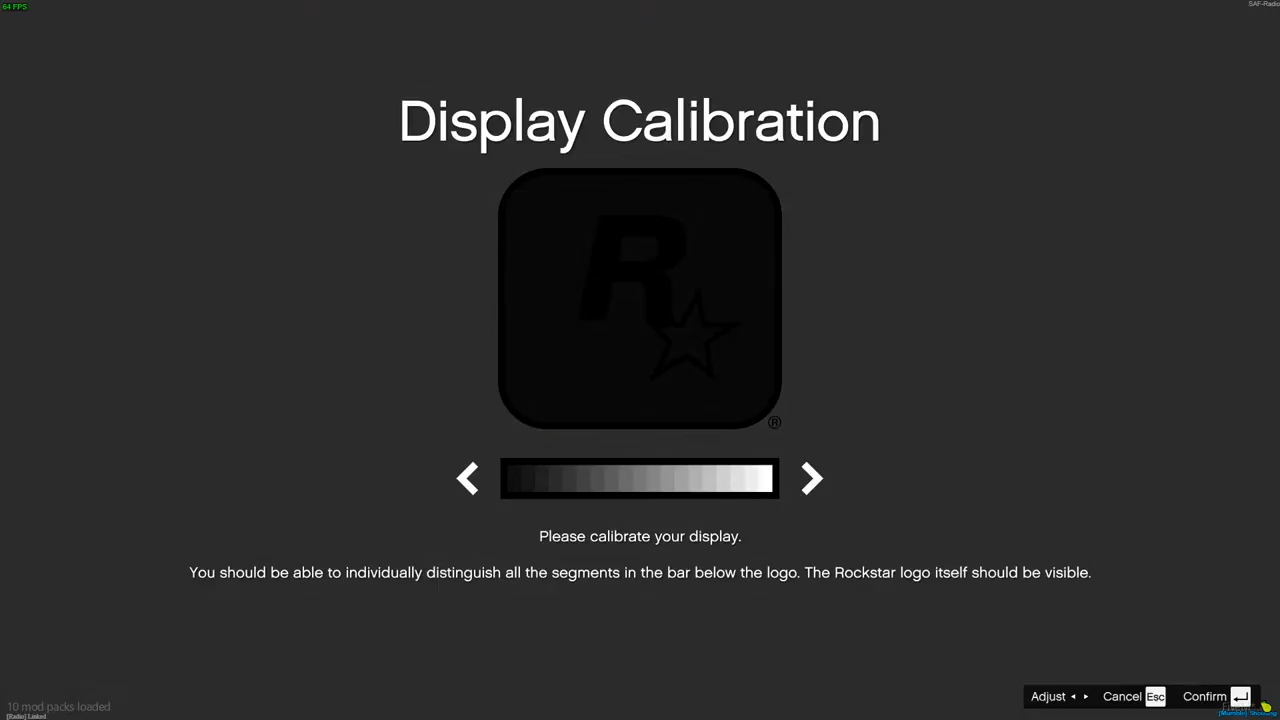 64 FPS
SAF-Radio
Display Calibration
R
®
Please calibrate your display.
You should be able to individually distinguish all the segments in the bar below the logo. The Rockstar logo itself should be visible.
Adjust Cancel Esc Confirm
10 mod packs loaded
[Radio] Linked